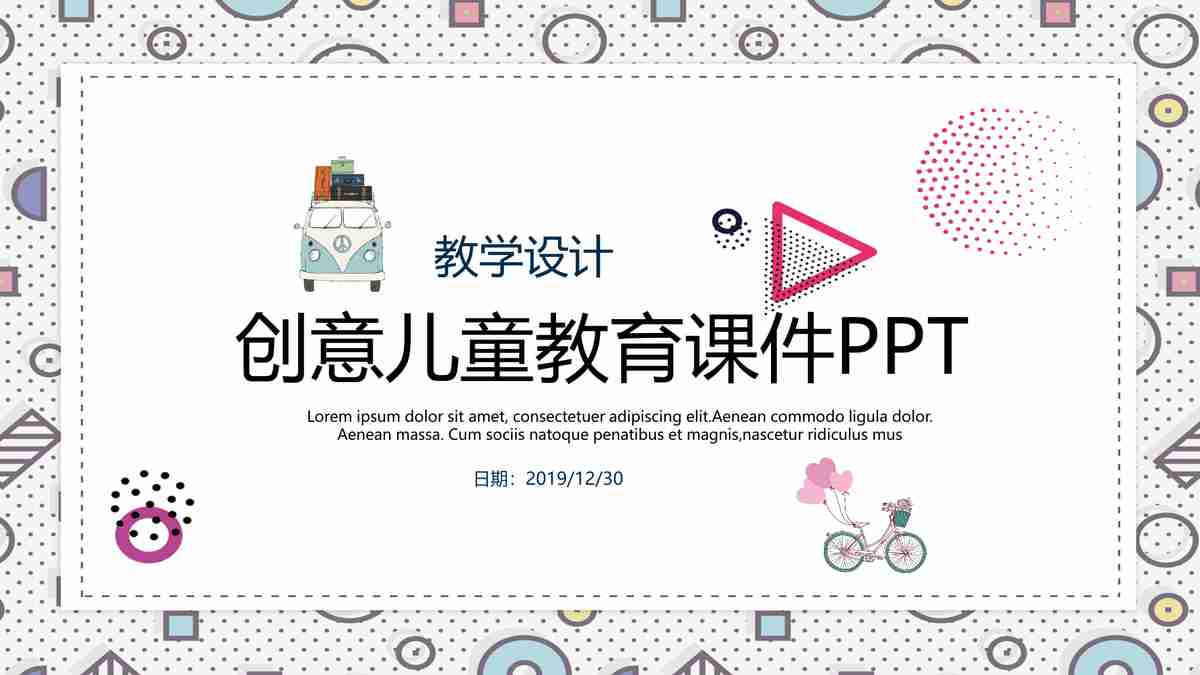 教学设计
创意儿童教育课件PPT
Lorem ipsum dolor sit amet, consectetuer adipiscing elit.Aenean commodo ligula dolor.
Aenean massa. Cum sociis natoque penatibus et magnis,nascetur ridiculus mus
日期：2019/12/30